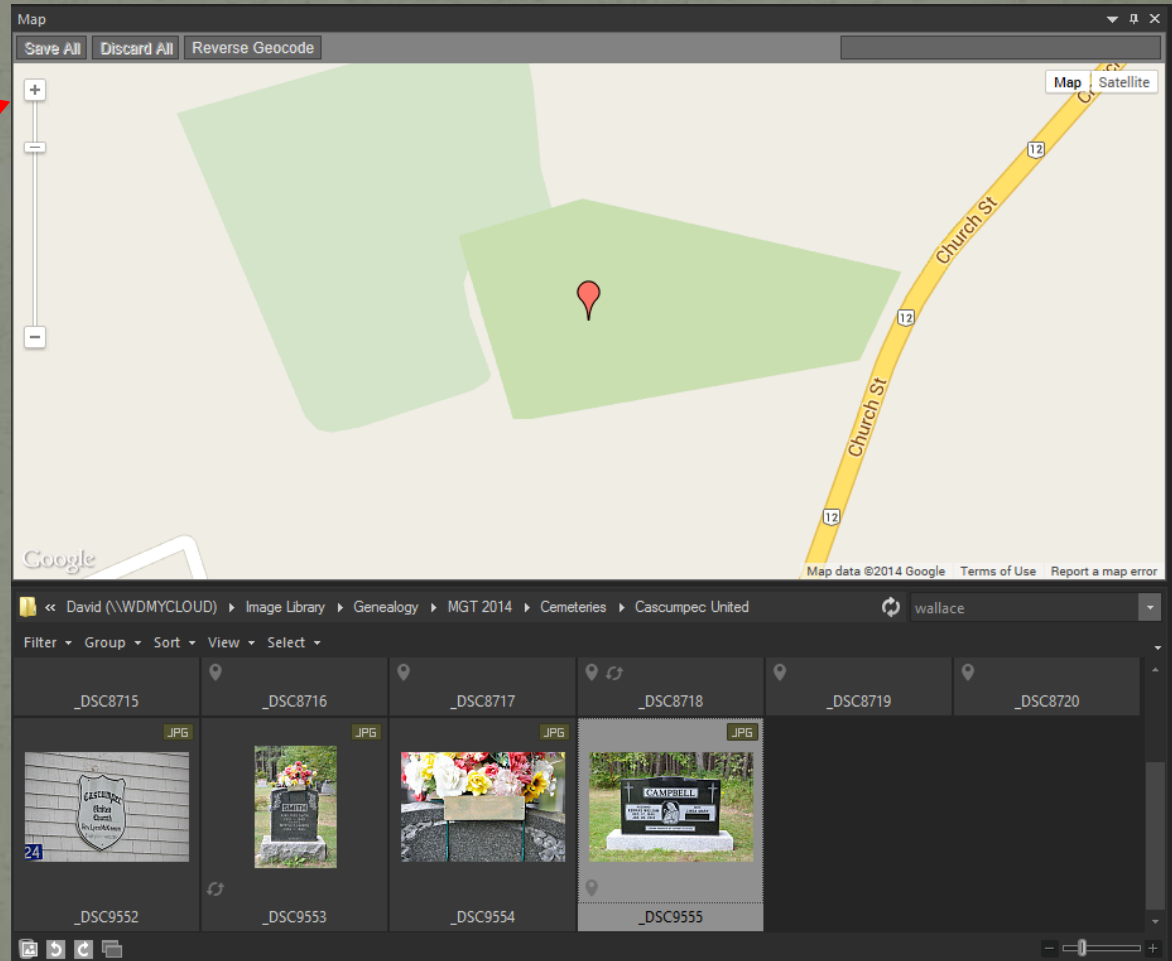 Map
Save All Discard All Reverse Geocode
Map Satellite
12
Church St
12
Church St
12
Google
Map data ©2014 Google Terms of Use Report a map error
« David (\\WDMYCLOUD) Image Library Genealogy MGT 2014 Cemeteries Cascumpec United
wallace
Filter Group Sort View Select
_DSC8715 _DSC8716 _DSC8717 _DSC8718 _DSC8719 _DSC8720
JPG JPG JPG JPG
CASCUMPEC
United
Church
24
SMITH
CAMPBELL
_DSC9552 _DSC9553 _DSC9554 _DSC9555